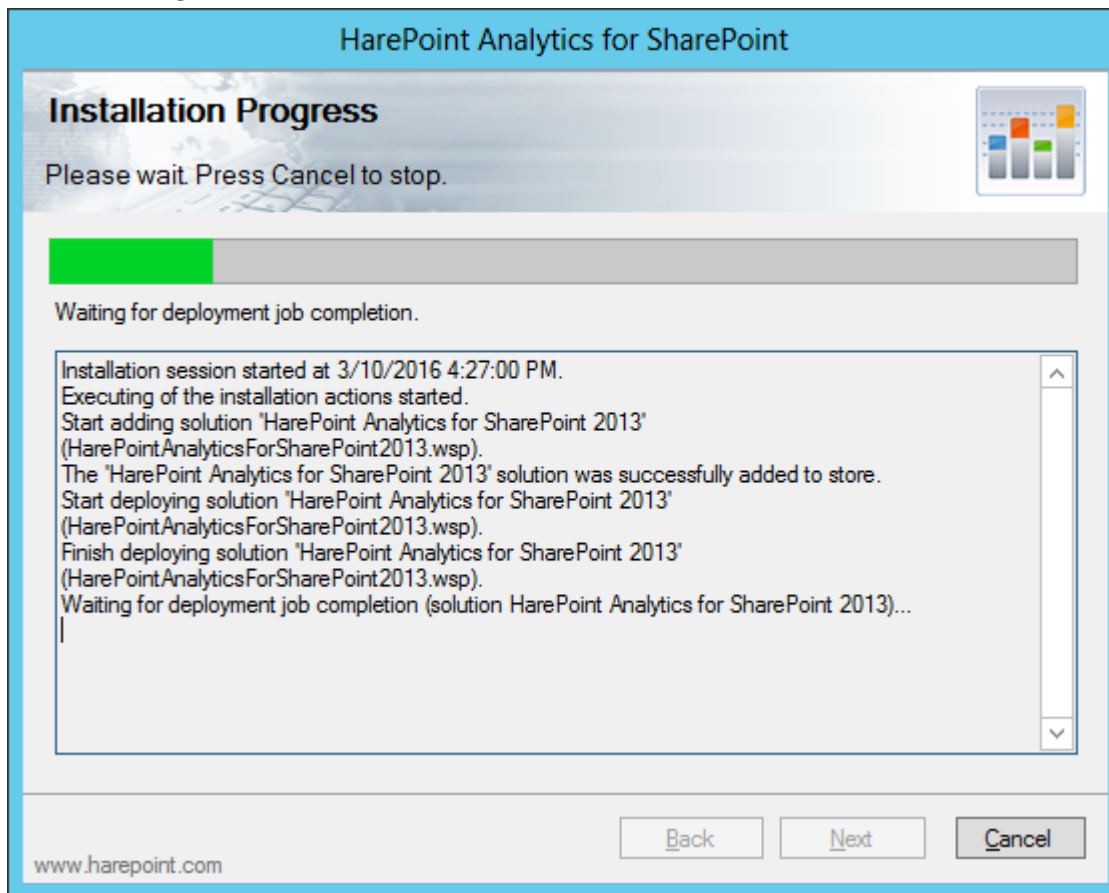 HarePoint Analytics for SharePoint
Installation Progress
Please wait. Press Cancel to stop.
Waiting for deployment job completion.
Installation session started at 3/10/2016 4:27:00 PM.
Executing of the installation actions started.
Start adding solution 'HarePoint Analytics for SharePoint 2013'
(HarePointAnalyticsForSharePoint2013.wsp).
The 'HarePoint Analytics for SharePoint 2013' solution was successfully added to store.
Start deploying solution 'HarePoint Analytics for SharePoint 2013'
(HarePointAnalyticsForSharePoint2013.wsp).
Finish deploying solution 'HarePoint Analytics for SharePoint 2013'
(HarePointAnalyticsForSharePoint2013.wsp).
Waiting for deployment job completion (solution HarePoint Analytics for SharePoint 2013)...
Back Next Cancel
www.harepoint.com